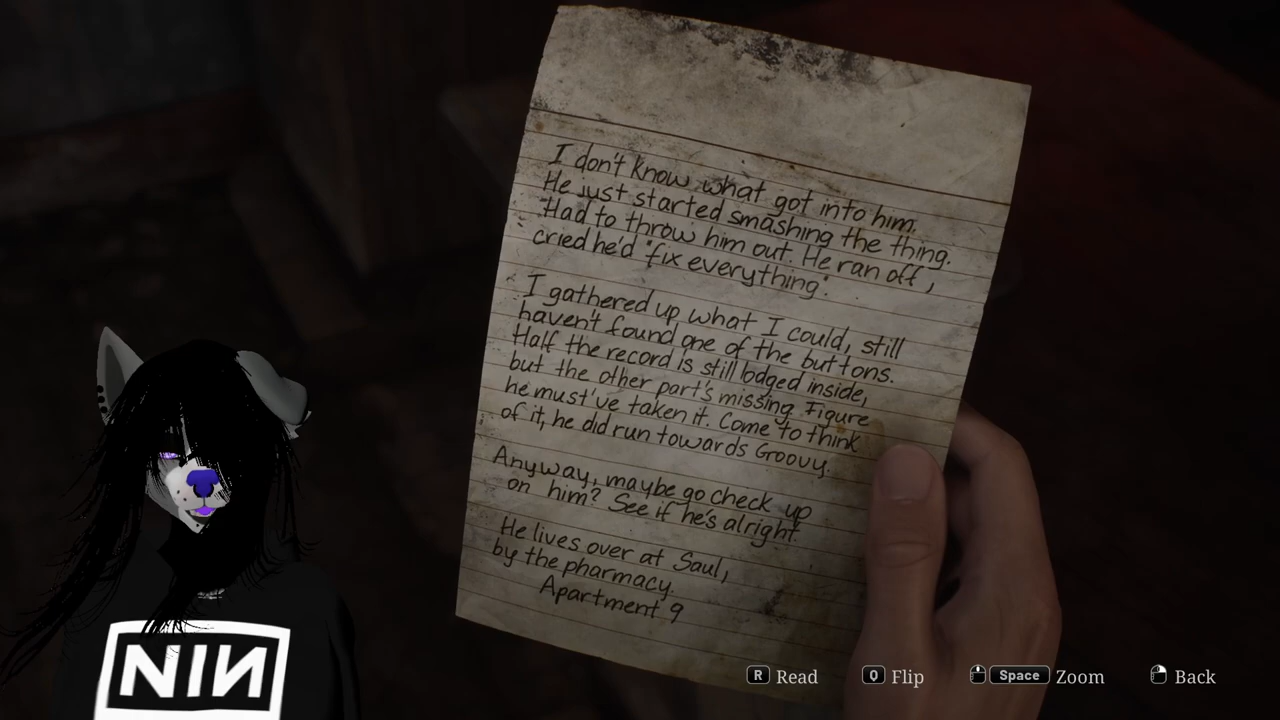 I don't know what got into him.
He just started smashing the thing.
Had to throw him out. He ran off,
cried he'd "fix everything".
I gathered up what I could, still
haven't found one of the buttons.
Half the record is still lodged inside,
but the other part's missing. Figure
he must've taken it. Come to think
of it, he did run towards Groovy.
Anyway, maybe go check up
on him? See if he's alright.
He lives over at Saul,
by the pharmacy.
Apartment 9
NIИ
R Read
Q Flip
Space Zoom
Back